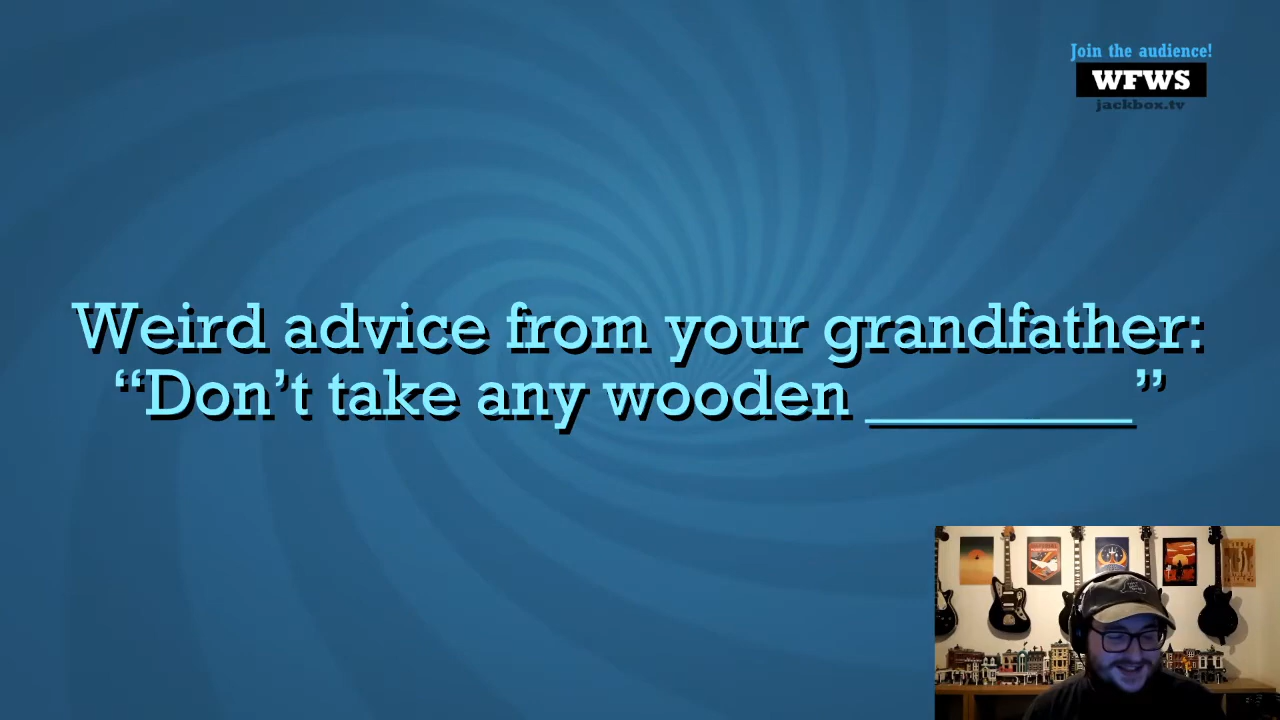 Join the audience!
WFWS
jackbox.tv
Weird advice from your grandfather:
“Don’t take any wooden ________”